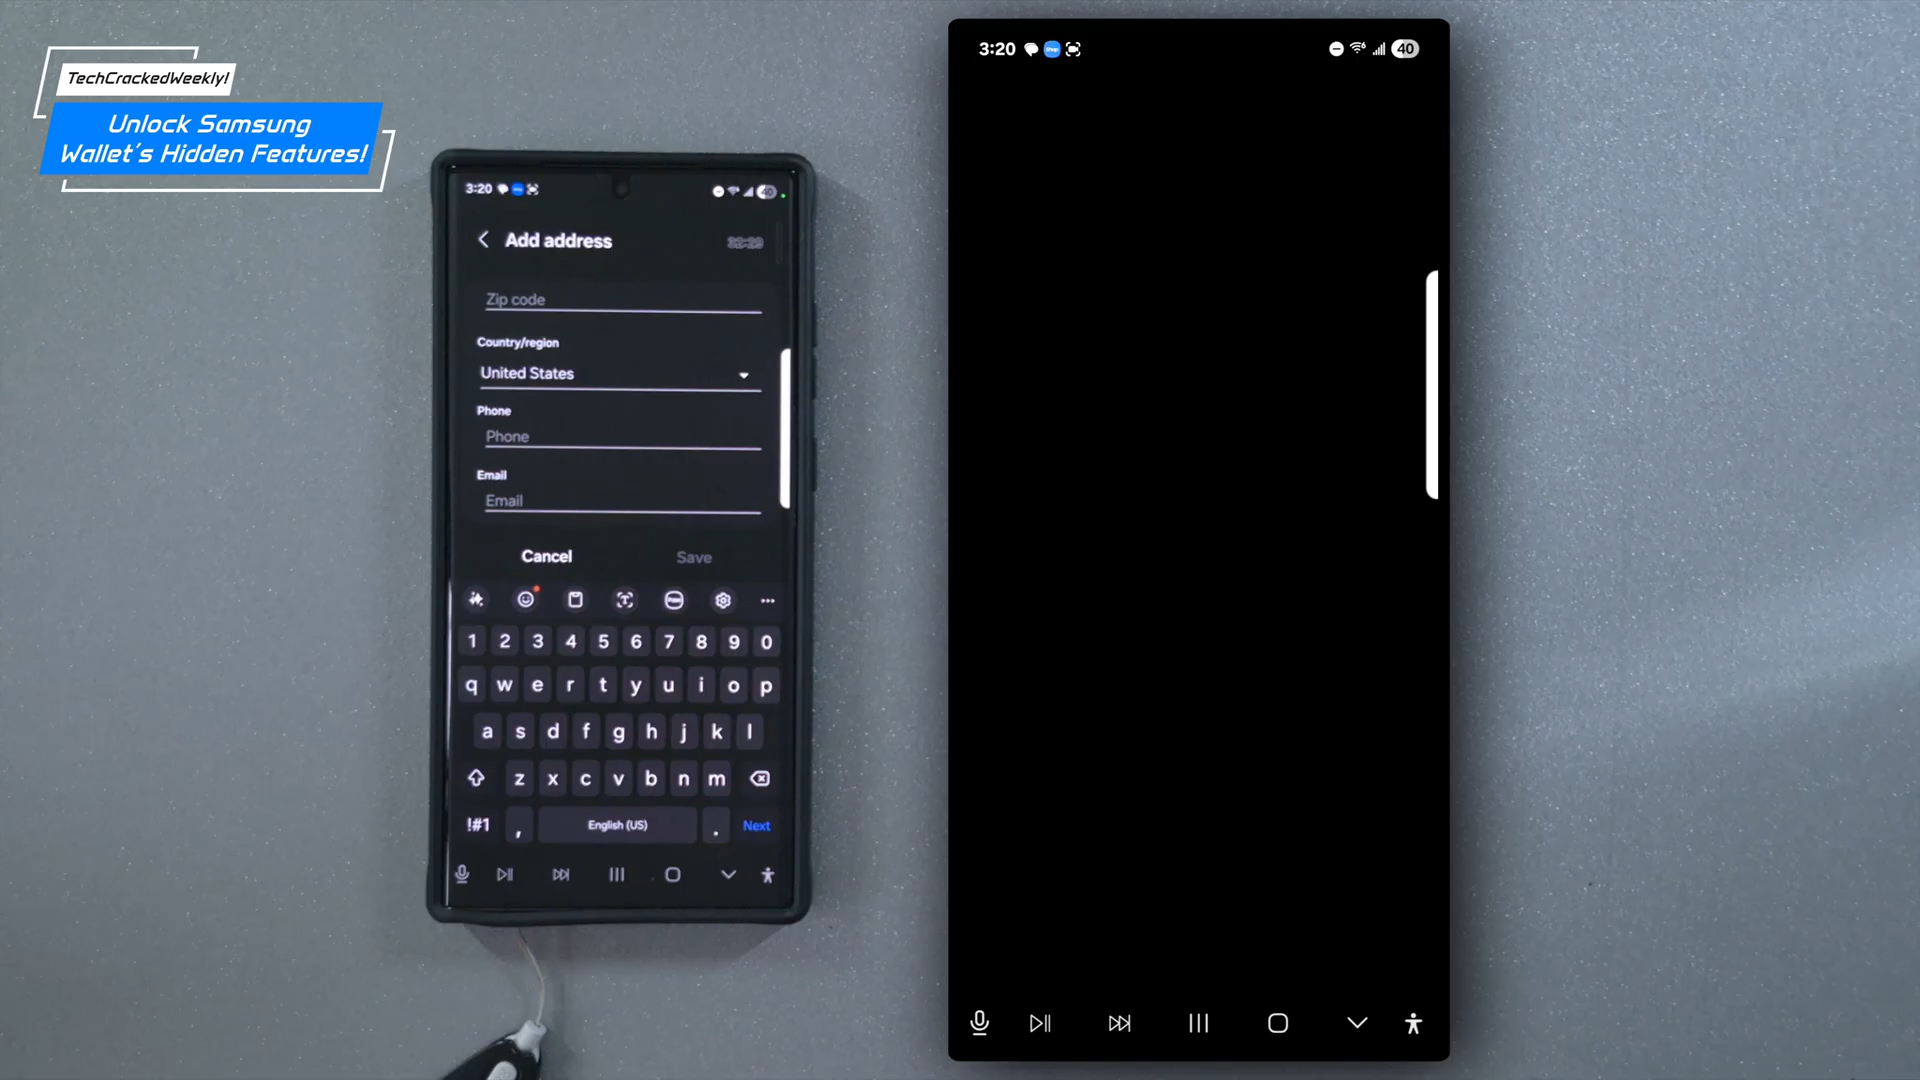 TechCrackedWeekly!
Unlock Samsung
Wallet's Hidden Features!
3:20
Add address
Zip code
Country/region
United States
Phone
Phone
Email
Email
Cancel
Save
1 2 3 4 5 6 7 8 9 0
q w e r t y u i o p
a s d f g h j k l
z x c v b n m
!#1 , English (US) . Next
3:20
40